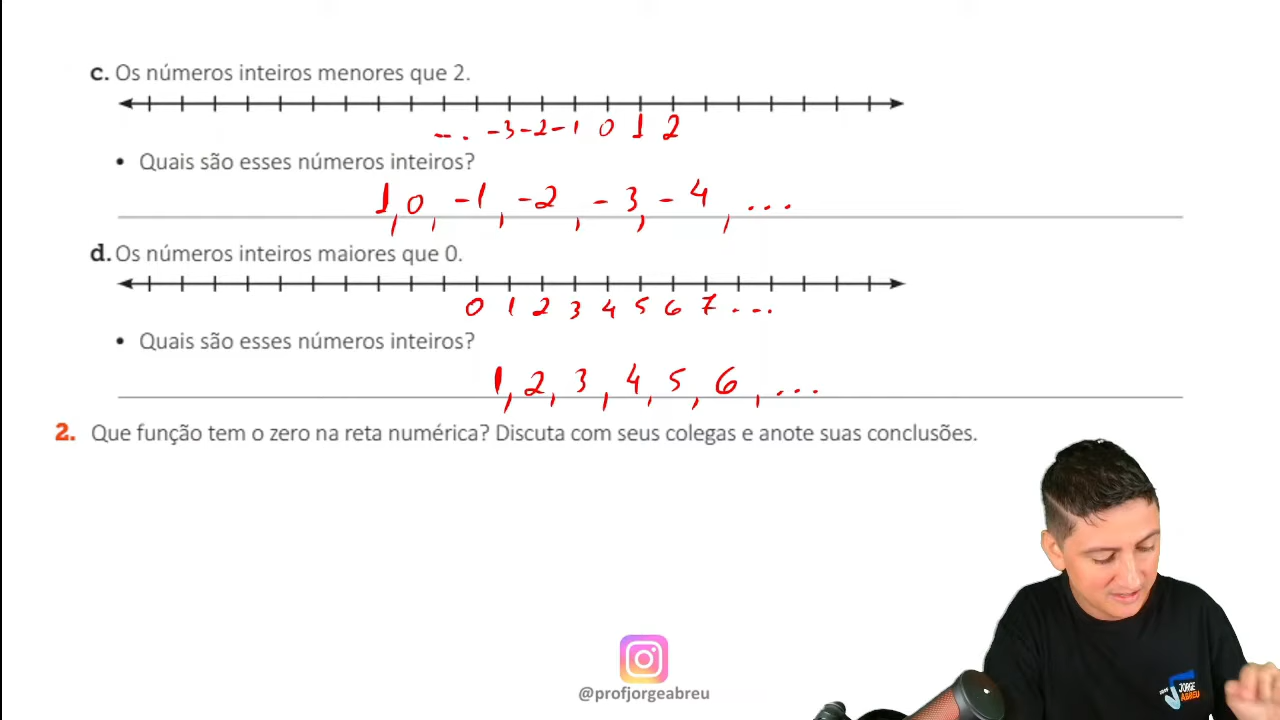 c. Os números inteiros menores que 2.
... -3 -2 -1 0 1 2
• Quais são esses números inteiros?
1, 0, -1, -2, -3, -4, ...
d. Os números inteiros maiores que 0.
0 1 2 3 4 5 6 7 ...
• Quais são esses números inteiros?
1, 2, 3, 4, 5, 6, ...
2. Que função tem o zero na reta numérica? Discuta com seus colegas e anote suas conclusões.
@profjorgeabreu
JORGE
ABREU